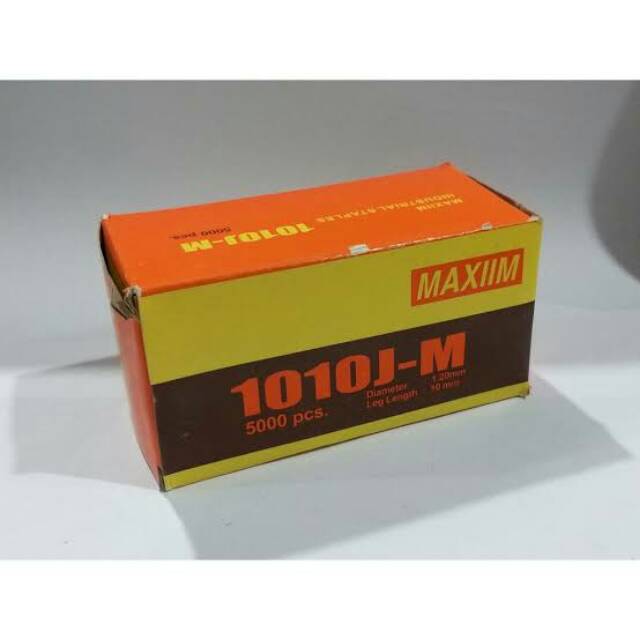 MAXIIM
INDUSTRIAL STAPLES
1010J-M
5000 pcs.
MAXIIM
1010J-M
5000 pcs.
Diameter 1.20mm
Leg Length 10 mm